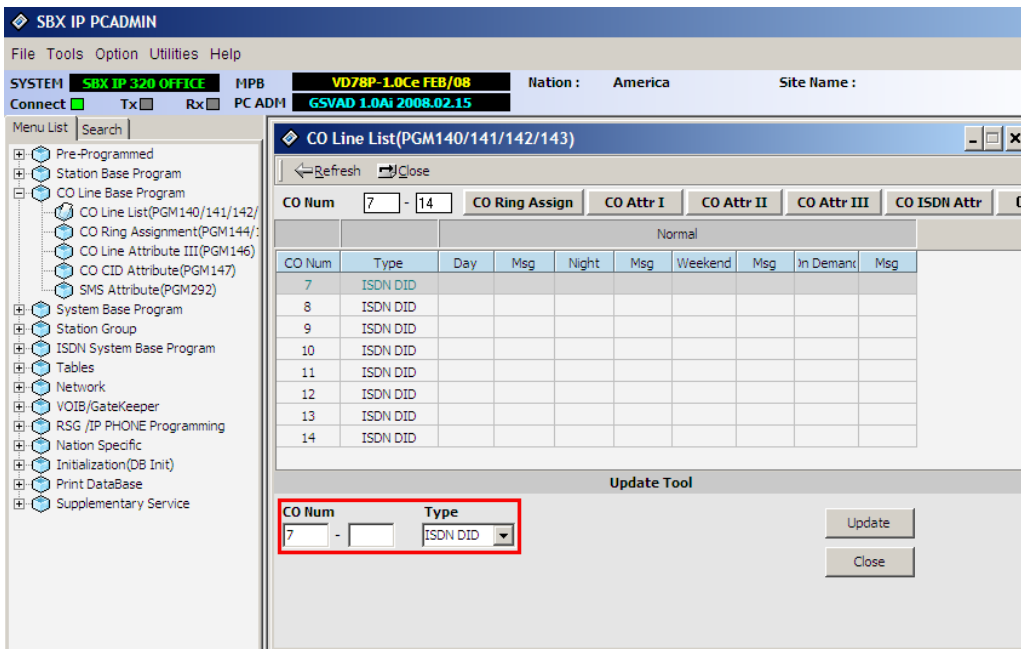 SBX IP PCADMIN
File Tools Option Utilities Help
SYSTEM SBX IP 320 OFFICE MPB VD78P-1.0Ce FEB/08 Nation : America Site Name :
Connect Tx Rx PC ADM GSVAD 1.0Ai 2008.02.15
Menu List Search
Pre-Programmed
Station Base Program
CO Line Base Program
CO Line List(PGM140/141/142/
CO Ring Assignment(PGM144/
CO Line Attribute III(PGM146)
CO CID Attribute(PGM147)
SMS Attribute(PGM292)
System Base Program
Station Group
ISDN System Base Program
Tables
Network
VOIB/GateKeeper
RSG /IP PHONE Programming
Nation Specific
Initialization(DB Init)
Print DataBase
Supplementary Service
CO Line List(PGM140/141/142/143)
Refresh Close
CO Num 7 - 14 CO Ring Assign CO Attr I CO Attr II CO Attr III CO ISDN Attr
Normal
CO Num Type Day Msg Night Msg Weekend Msg On Demand Msg
7 ISDN DID
8 ISDN DID
9 ISDN DID
10 ISDN DID
11 ISDN DID
12 ISDN DID
13 ISDN DID
14 ISDN DID
Update Tool
CO Num Type
7 - ISDN DID
Update
Close